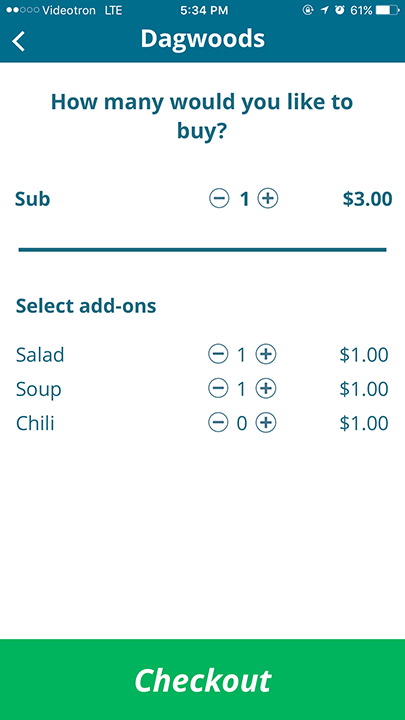 Videotron LTE 5:34 PM 61%
Dagwoods
How many would you like to
buy?
Sub 1 $3.00
Select add-ons
Salad 1 $1.00
Soup 1 $1.00
Chili 0 $1.00
Checkout